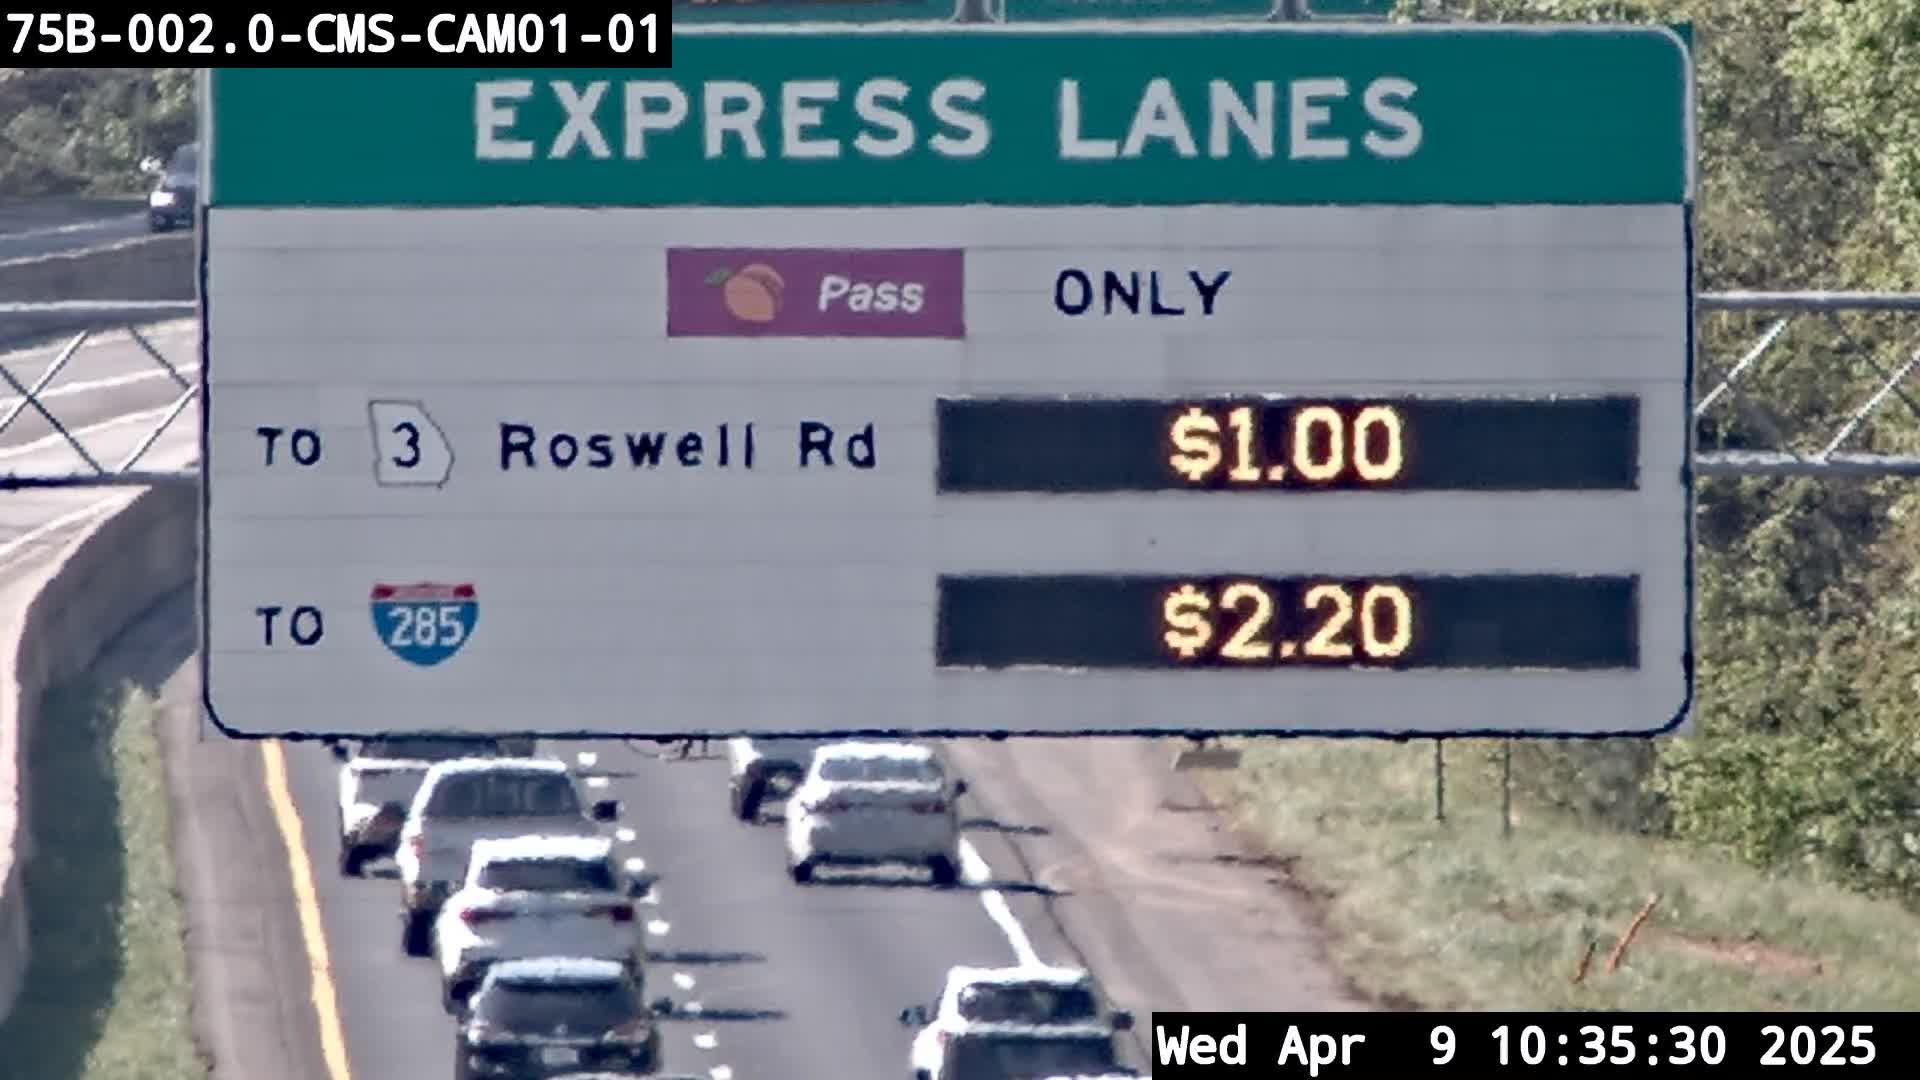 75B-002.0-CMS-CAM01-01
EXPRESS LANES
Pass ONLY
TO 3 Roswell Rd $1.00
TO 285 $2.20
Wed Apr 9 10:35:30 2025